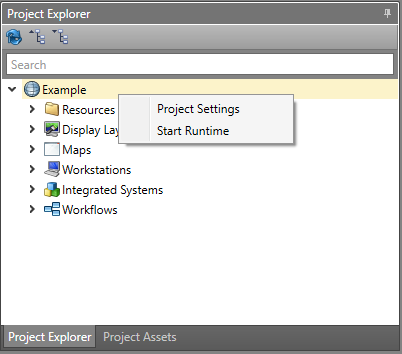 Project Explorer
Search
Example
Resources
Project Settings
Display Lay
Start Runtime
Maps
Workstations
Integrated Systems
Workflows
Project Explorer Project Assets